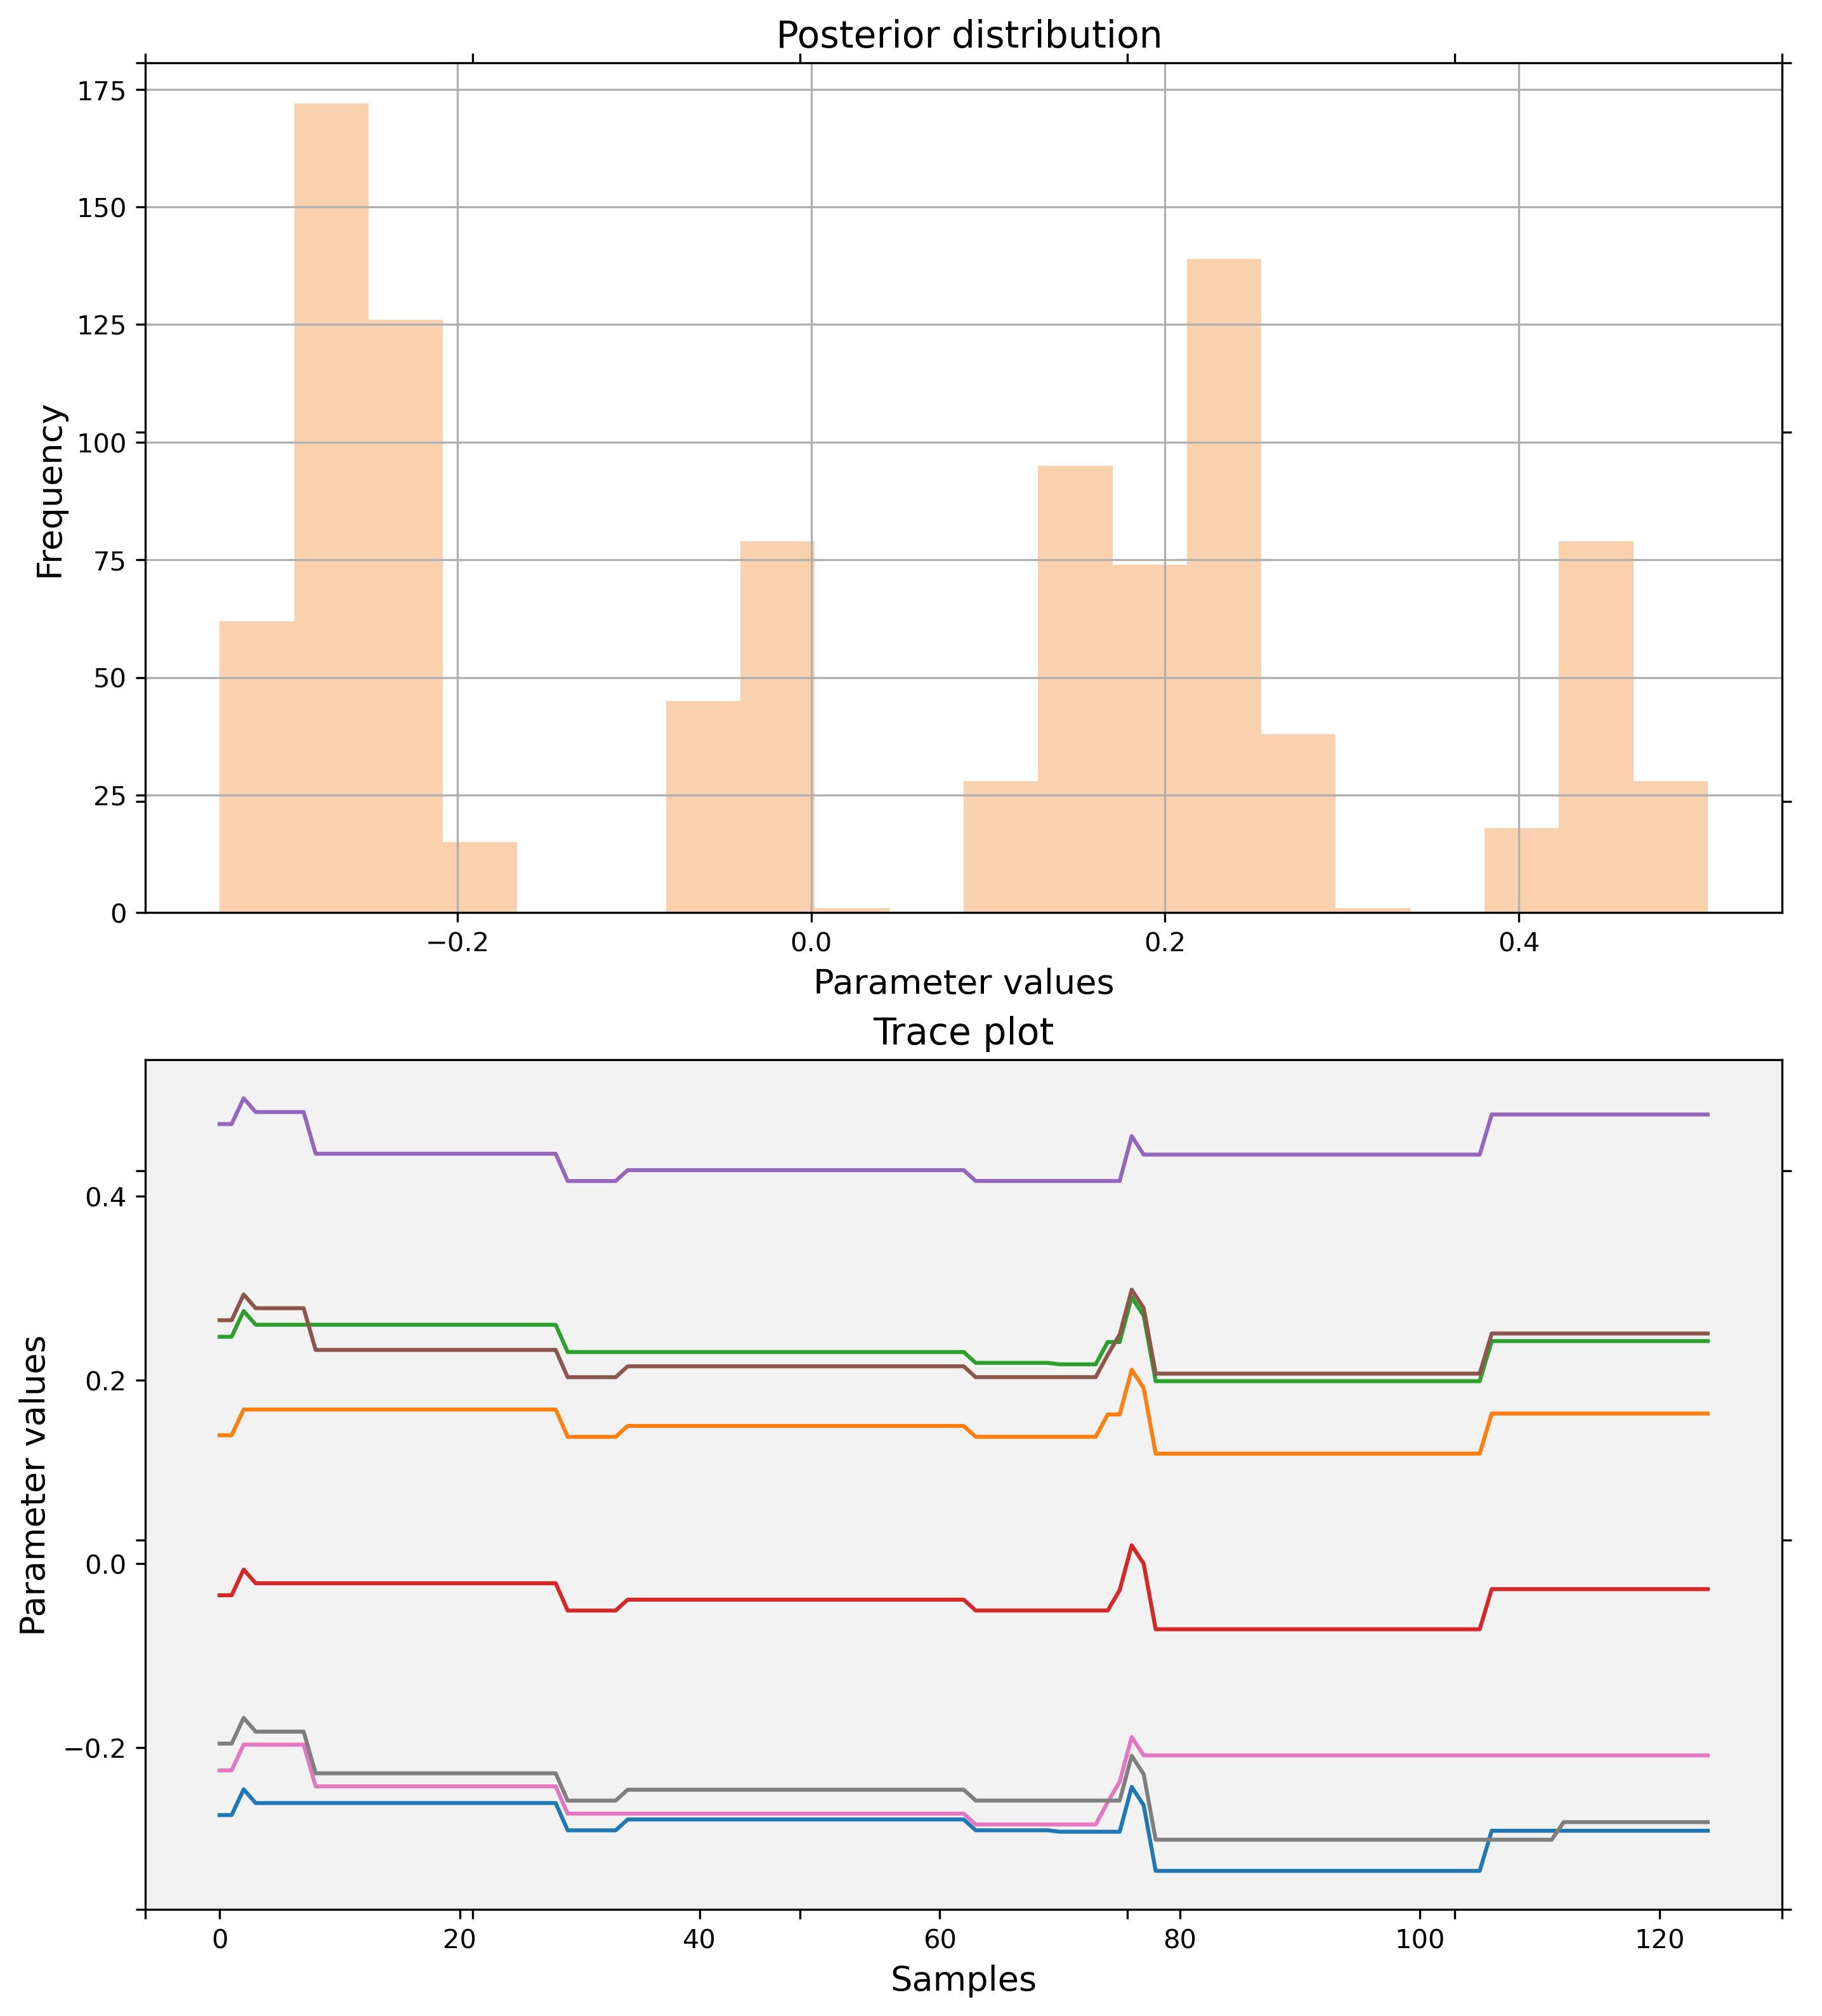 Posterior distribution
175
150
125
100
75
50
25
0
Frequency
−0.2 0.0 0.2 0.4
Parameter values
Trace plot
0.4
0.2
0.0
−0.2
Parameter values
0 20 40 60 80 100 120
Samples